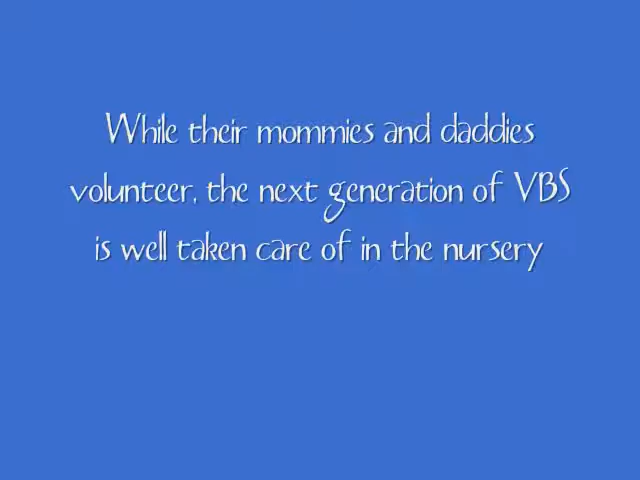 While their mommies and daddies
volunteer, the next generation of VBS
is well taken care of in the nursery